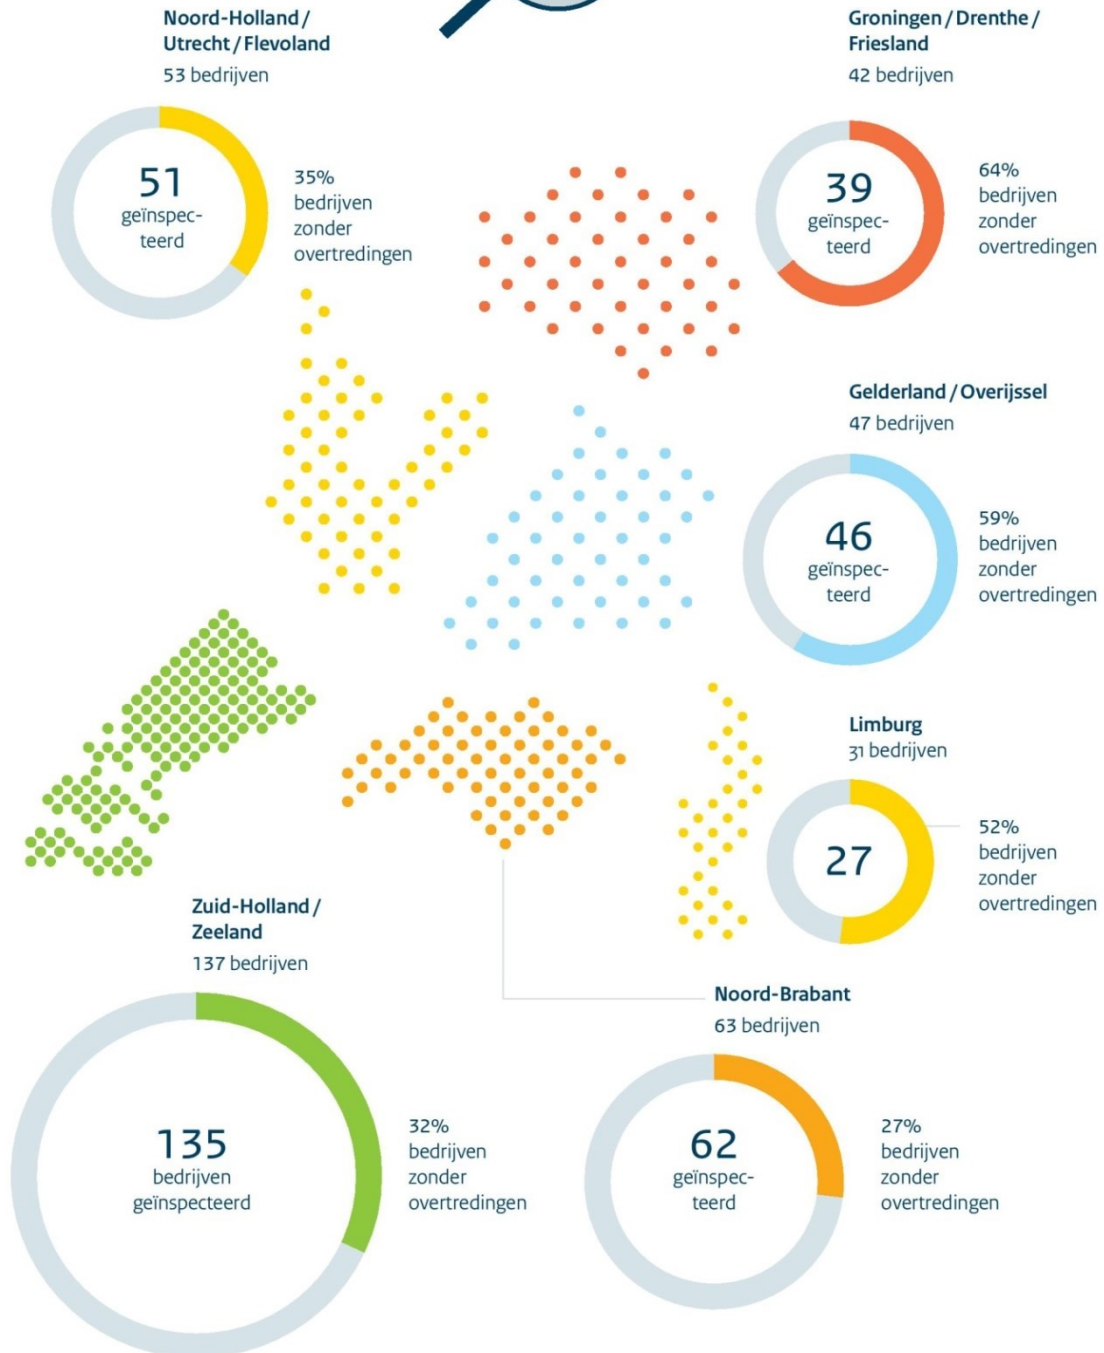 Noord-Holland /
Utrecht / Flevoland
53 bedrijven
51
geïnspec-
teerd
35%
bedrijven
zonder
overtredingen
Groningen / Drenthe /
Friesland
42 bedrijven
39
geïnspec-
teerd
64%
bedrijven
zonder
overtredingen
Gelderland / Overijssel
47 bedrijven
46
geïnspec-
teerd
59%
bedrijven
zonder
overtredingen
Limburg
31 bedrijven
27
52%
bedrijven
zonder
overtredingen
Zuid-Holland /
Zeeland
137 bedrijven
135
bedrijven
geïnspecteerd
32%
bedrijven
zonder
overtredingen
Noord-Brabant
63 bedrijven
62
geïnspec-
teerd
27%
bedrijven
zonder
overtredingen